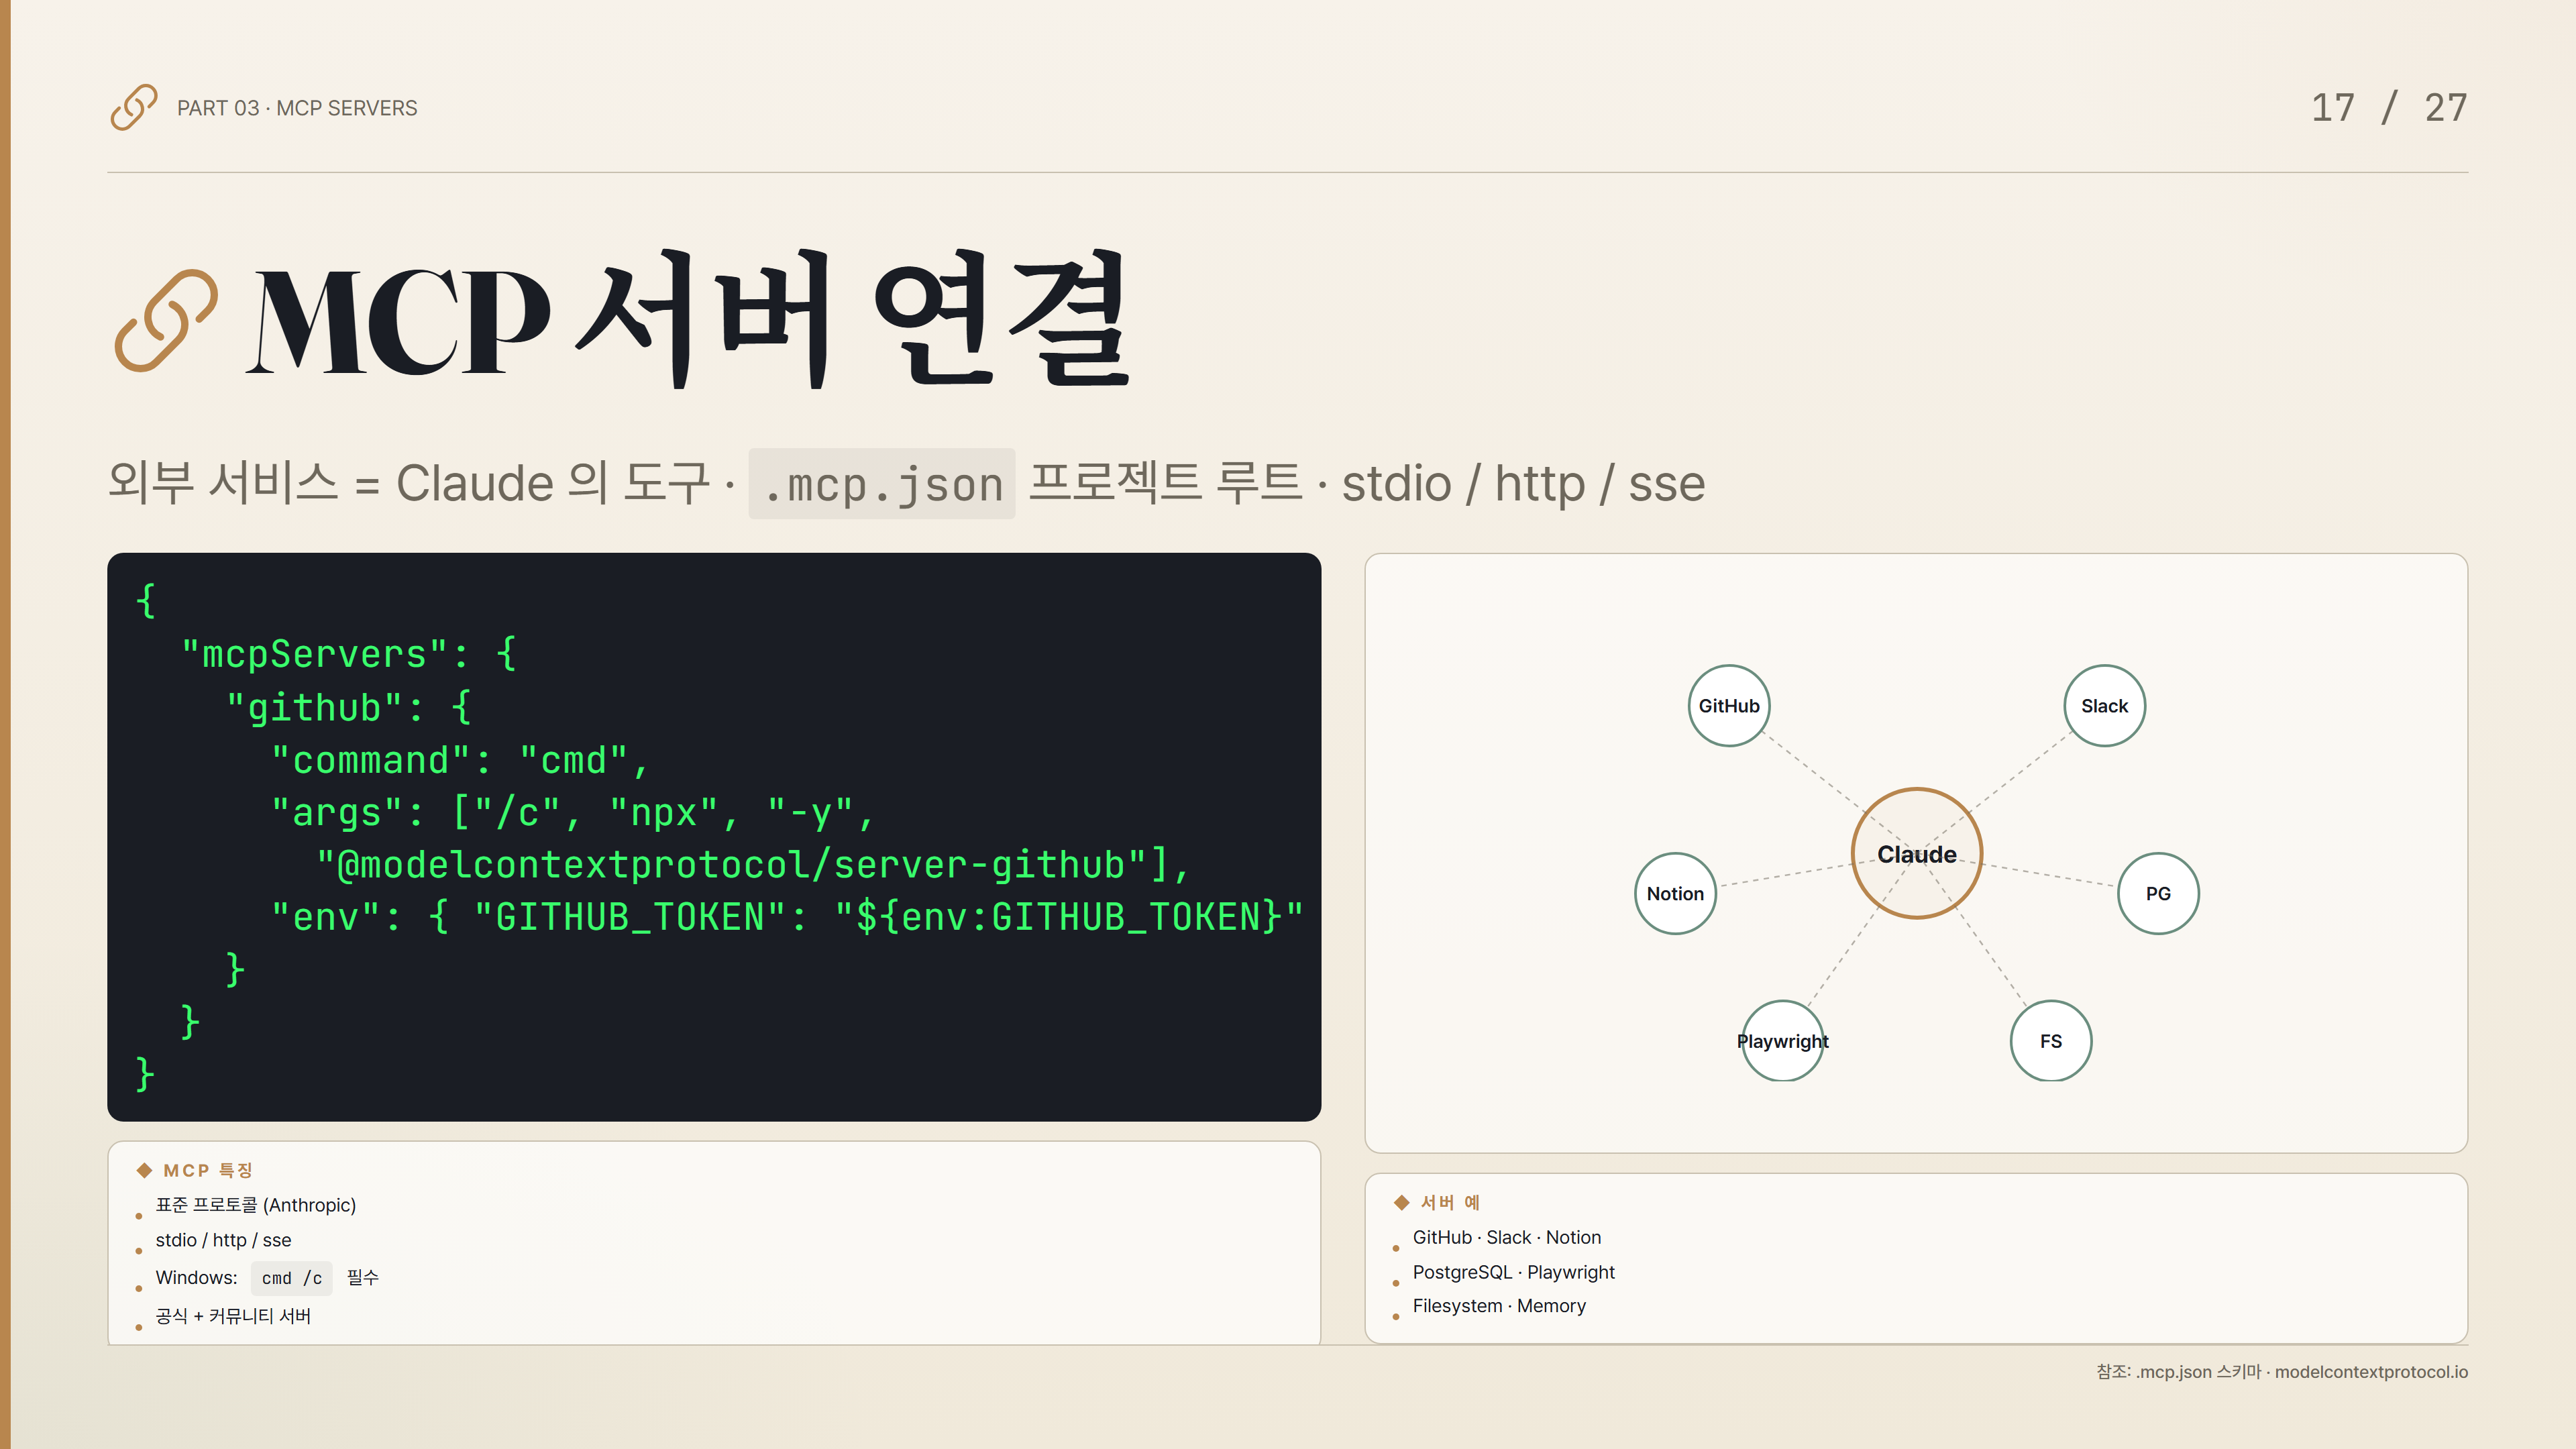 PART 03 · MCP SERVERS
17 / 27
MCP 서버 연결
외부 서비스 = Claude 의 도구 · .mcp.json 프로젝트 루트 · stdio / http / sse
{
  "mcpServers": {
    "github": {
      "command": "cmd",
      "args": ["/c", "npx", "-y",
        "@modelcontextprotocol/server-github"],
      "env": { "GITHUB_TOKEN": "${env:GITHUB_TOKEN}"
    }
  }
}
◆ MCP 특징
표준 프로토콜 (Anthropic)
stdio / http / sse
Windows: cmd /c 필수
공식 + 커뮤니티 서버
GitHub
Slack
Claude
Notion
PG
Playwright
FS
◆ 서버 예
GitHub · Slack · Notion
PostgreSQL · Playwright
Filesystem · Memory
참조: .mcp.json 스키마 · modelcontextprotocol.io